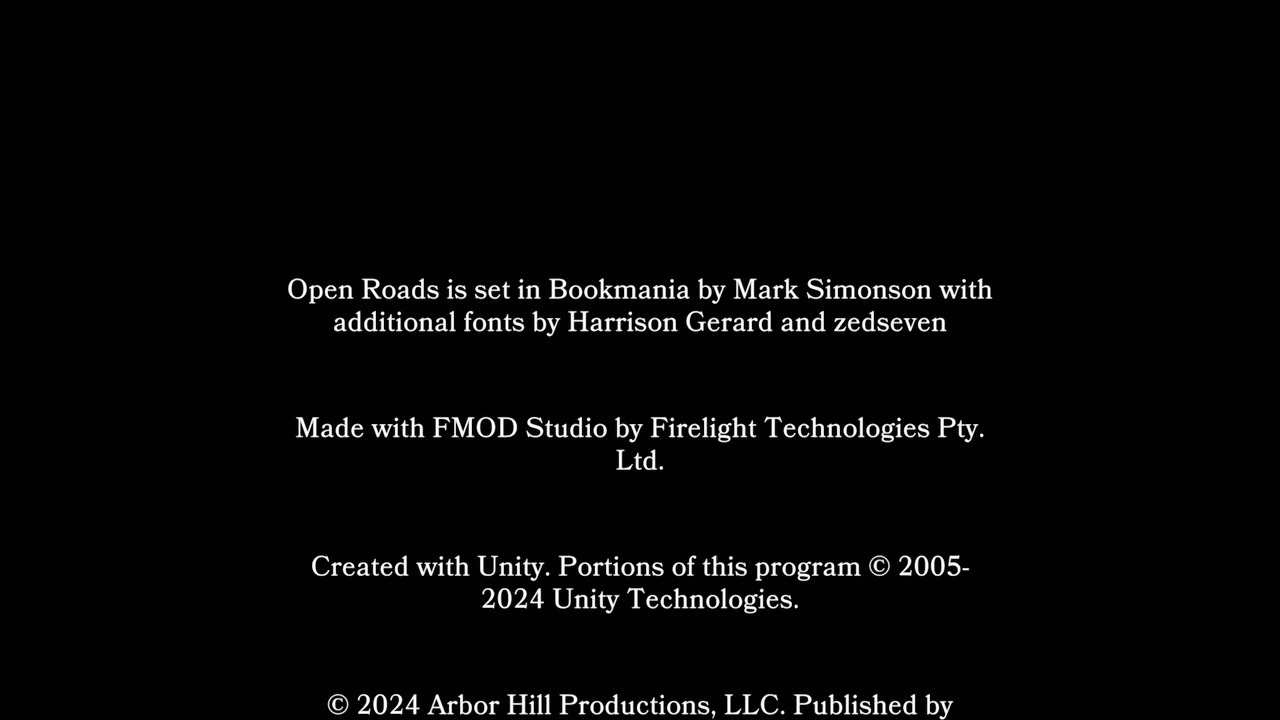 Open Roads is set in Bookmania by Mark Simonson with
additional fonts by Harrison Gerard and zedseven
Made with FMOD Studio by Firelight Technologies Pty.
Ltd.
Created with Unity. Portions of this program © 2005-
2024 Unity Technologies.
© 2024 Arbor Hill Productions, LLC. Published by